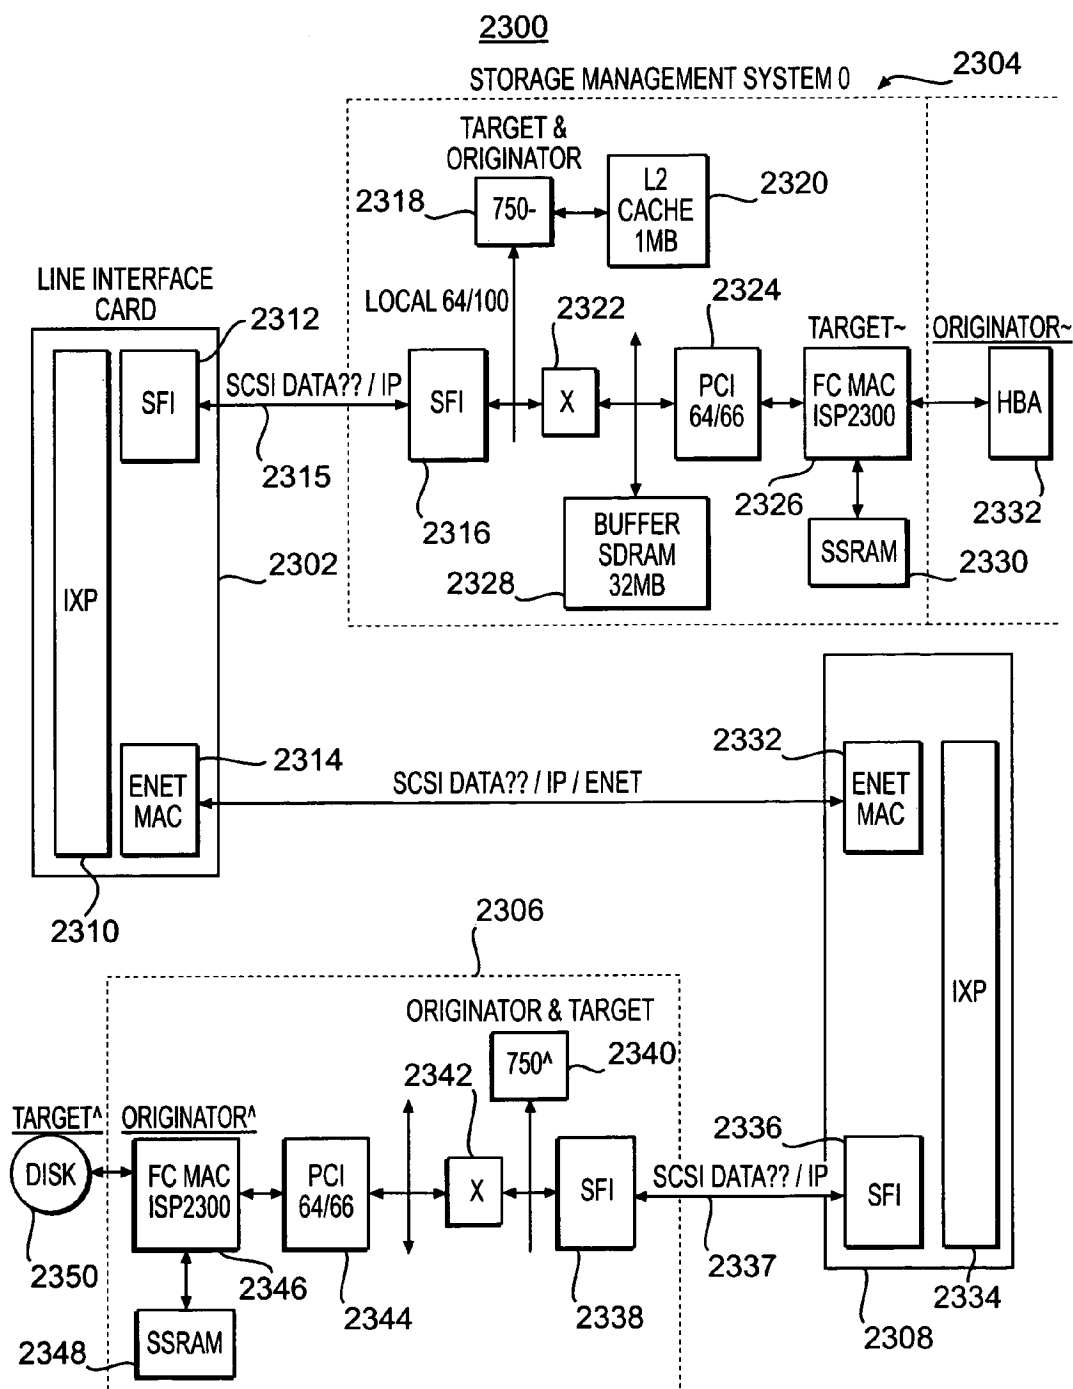 2300
STORAGE MANAGEMENT SYSTEM 0
2304
TARGET &
ORIGINATOR
2318
750-
L2
CACHE
1MB
2320
LINE INTERFACE
CARD
LOCAL 64/100
2322
2324
2312
TARGET~
ORIGINATOR~
SFI
SCSI DATA?? / IP
SFI
X
PCI
64/66
FC MAC
ISP2300
HBA
2315
2316
2326
2332
BUFFER
SDRAM
32MB
2328
SSRAM
2330
2302
IXP
2314
2332
ENET
MAC
SCSI DATA?? / IP / ENET
ENET
MAC
2310
2306
IXP
ORIGINATOR & TARGET
750^
2340
2342
TARGET^
ORIGINATOR^
2336
DISK
FC MAC
ISP2300
PCI
64/66
X
SFI
SCSI DATA?? / IP
SFI
2350
2346
2344
2338
2337
2334
2308
SSRAM
2348